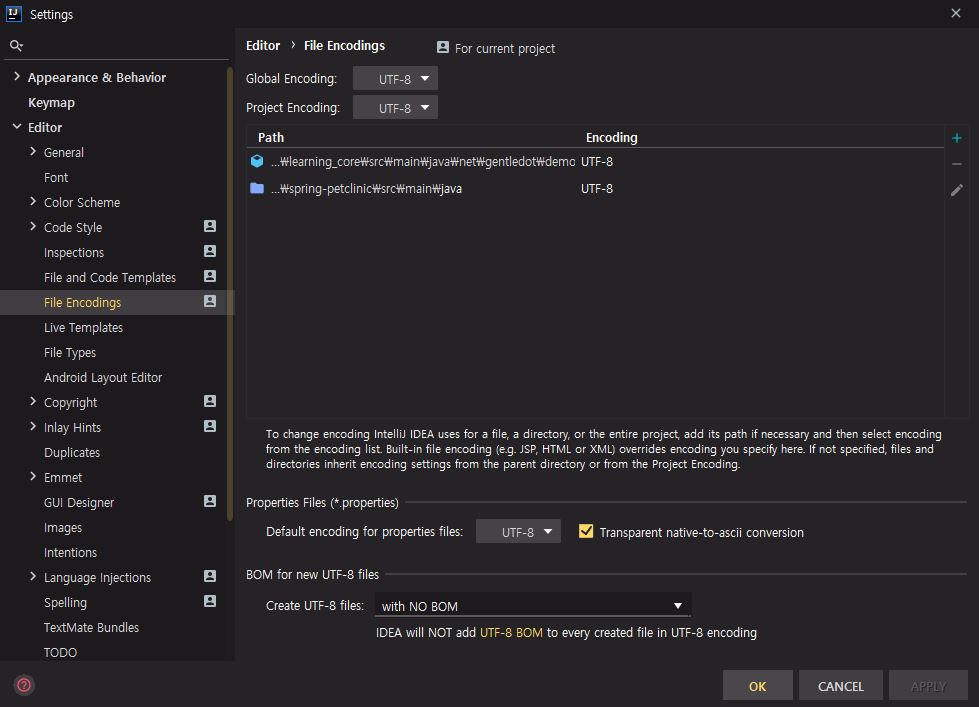 IJ Settings
Appearance & Behavior
Keymap
Editor
General
Font
Color Scheme
Code Style
Inspections
File and Code Templates
File Encodings
Live Templates
File Types
Android Layout Editor
Copyright
Inlay Hints
Duplicates
Emmet
GUI Designer
Images
Intentions
Language Injections
Spelling
TextMate Bundles
TODO
Editor › File Encodings For current project
Global Encoding: UTF-8
Project Encoding: UTF-8
Path Encoding
...₩learning_core₩src₩main₩java₩net₩gentledot₩demo UTF-8
...₩spring-petclinic₩src₩main₩java UTF-8
To change encoding IntelliJ IDEA uses for a file, a directory, or the entire project, add its path if necessary and then select encoding
from the encoding list. Built-in file encoding (e.g. JSP, HTML or XML) overrides encoding you specify here. If not specified, files and
directories inherit encoding settings from the parent directory or from the Project Encoding.
Properties Files (*.properties)
Default encoding for properties files: UTF-8 Transparent native-to-ascii conversion
BOM for new UTF-8 files
Create UTF-8 files: with NO BOM
IDEA will NOT add UTF-8 BOM to every created file in UTF-8 encoding
? OK CANCEL APPLY